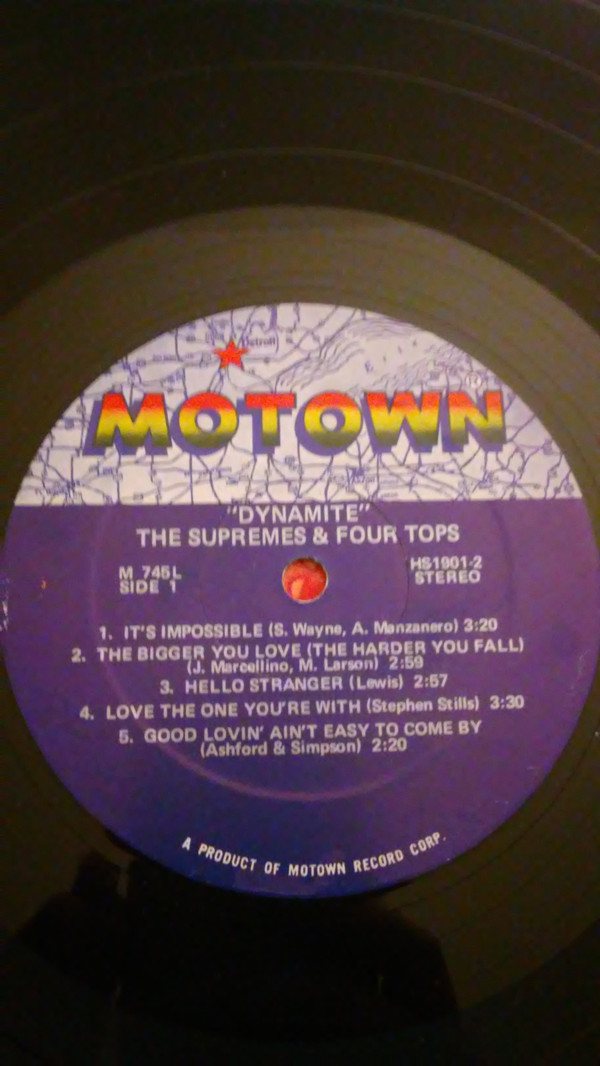 Detroit
Erie
MOTOWN®
"DYNAMITE"
THE SUPREMES & FOUR TOPS
M 745L
SIDE 1
HS1901-2
STEREO
1. IT'S IMPOSSIBLE (S. Wayne, A. Manzanero) 3:20
2. THE BIGGER YOU LOVE (THE HARDER YOU FALL)
(J. Marcellino, M. Larson) 2:59
3. HELLO STRANGER (Lewis) 2:57
4. LOVE THE ONE YOU'RE WITH (Stephen Stills) 3:30
5. GOOD LOVIN' AIN'T EASY TO COME BY
(Ashford & Simpson) 2:20
A PRODUCT OF MOTOWN RECORD CORP.